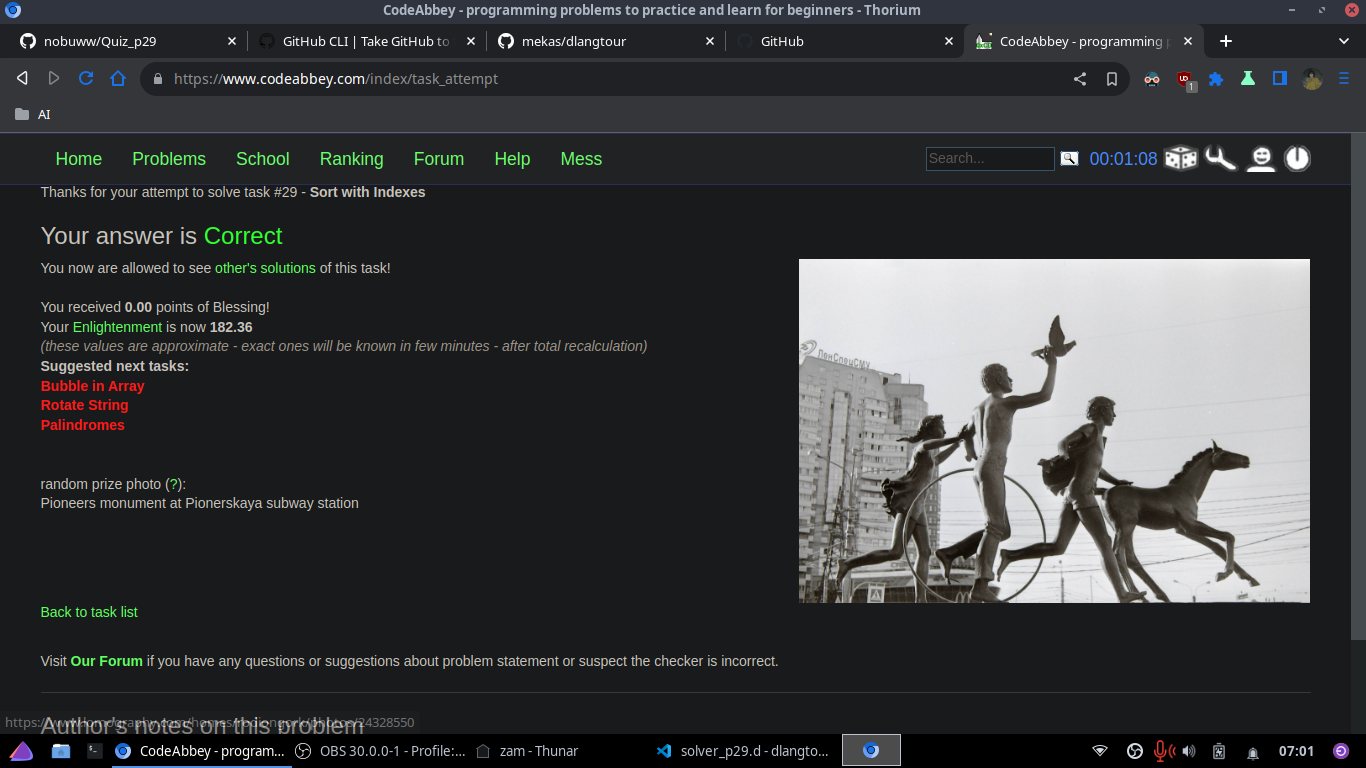 CodeAbbey - programming problems to practice and learn for beginners - Thorium
nobuww/Quiz_p29
GitHub CLI | Take GitHub to
mekas/dlangtour
GitHub
CodeAbbey - programming p
https://www.codeabbey.com/index/task_attempt
1
AI
Home Problems School Ranking Forum Help Mess
Search...
00:01:08
Thanks for your attempt to solve task #29 - Sort with Indexes
Your answer is Correct
You now are allowed to see other's solutions of this task!
You received 0.00 points of Blessing!
Your Enlightenment is now 182.36
(these values are approximate - exact ones will be known in few minutes - after total recalculation)
Suggested next tasks:
Bubble in Array
Rotate String
Palindromes
ЛенСпецСМУ
random prize photo (?):
Pioneers monument at Pionerskaya subway station
Back to task list
Visit Our Forum if you have any questions or suggestions about problem statement or suspect the checker is incorrect.
Author's notes on this problem
CodeAbbey - program...
OBS 30.0.0-1 - Profile:...
zam - Thunar
solver_p29.d - dlangto...
07:01